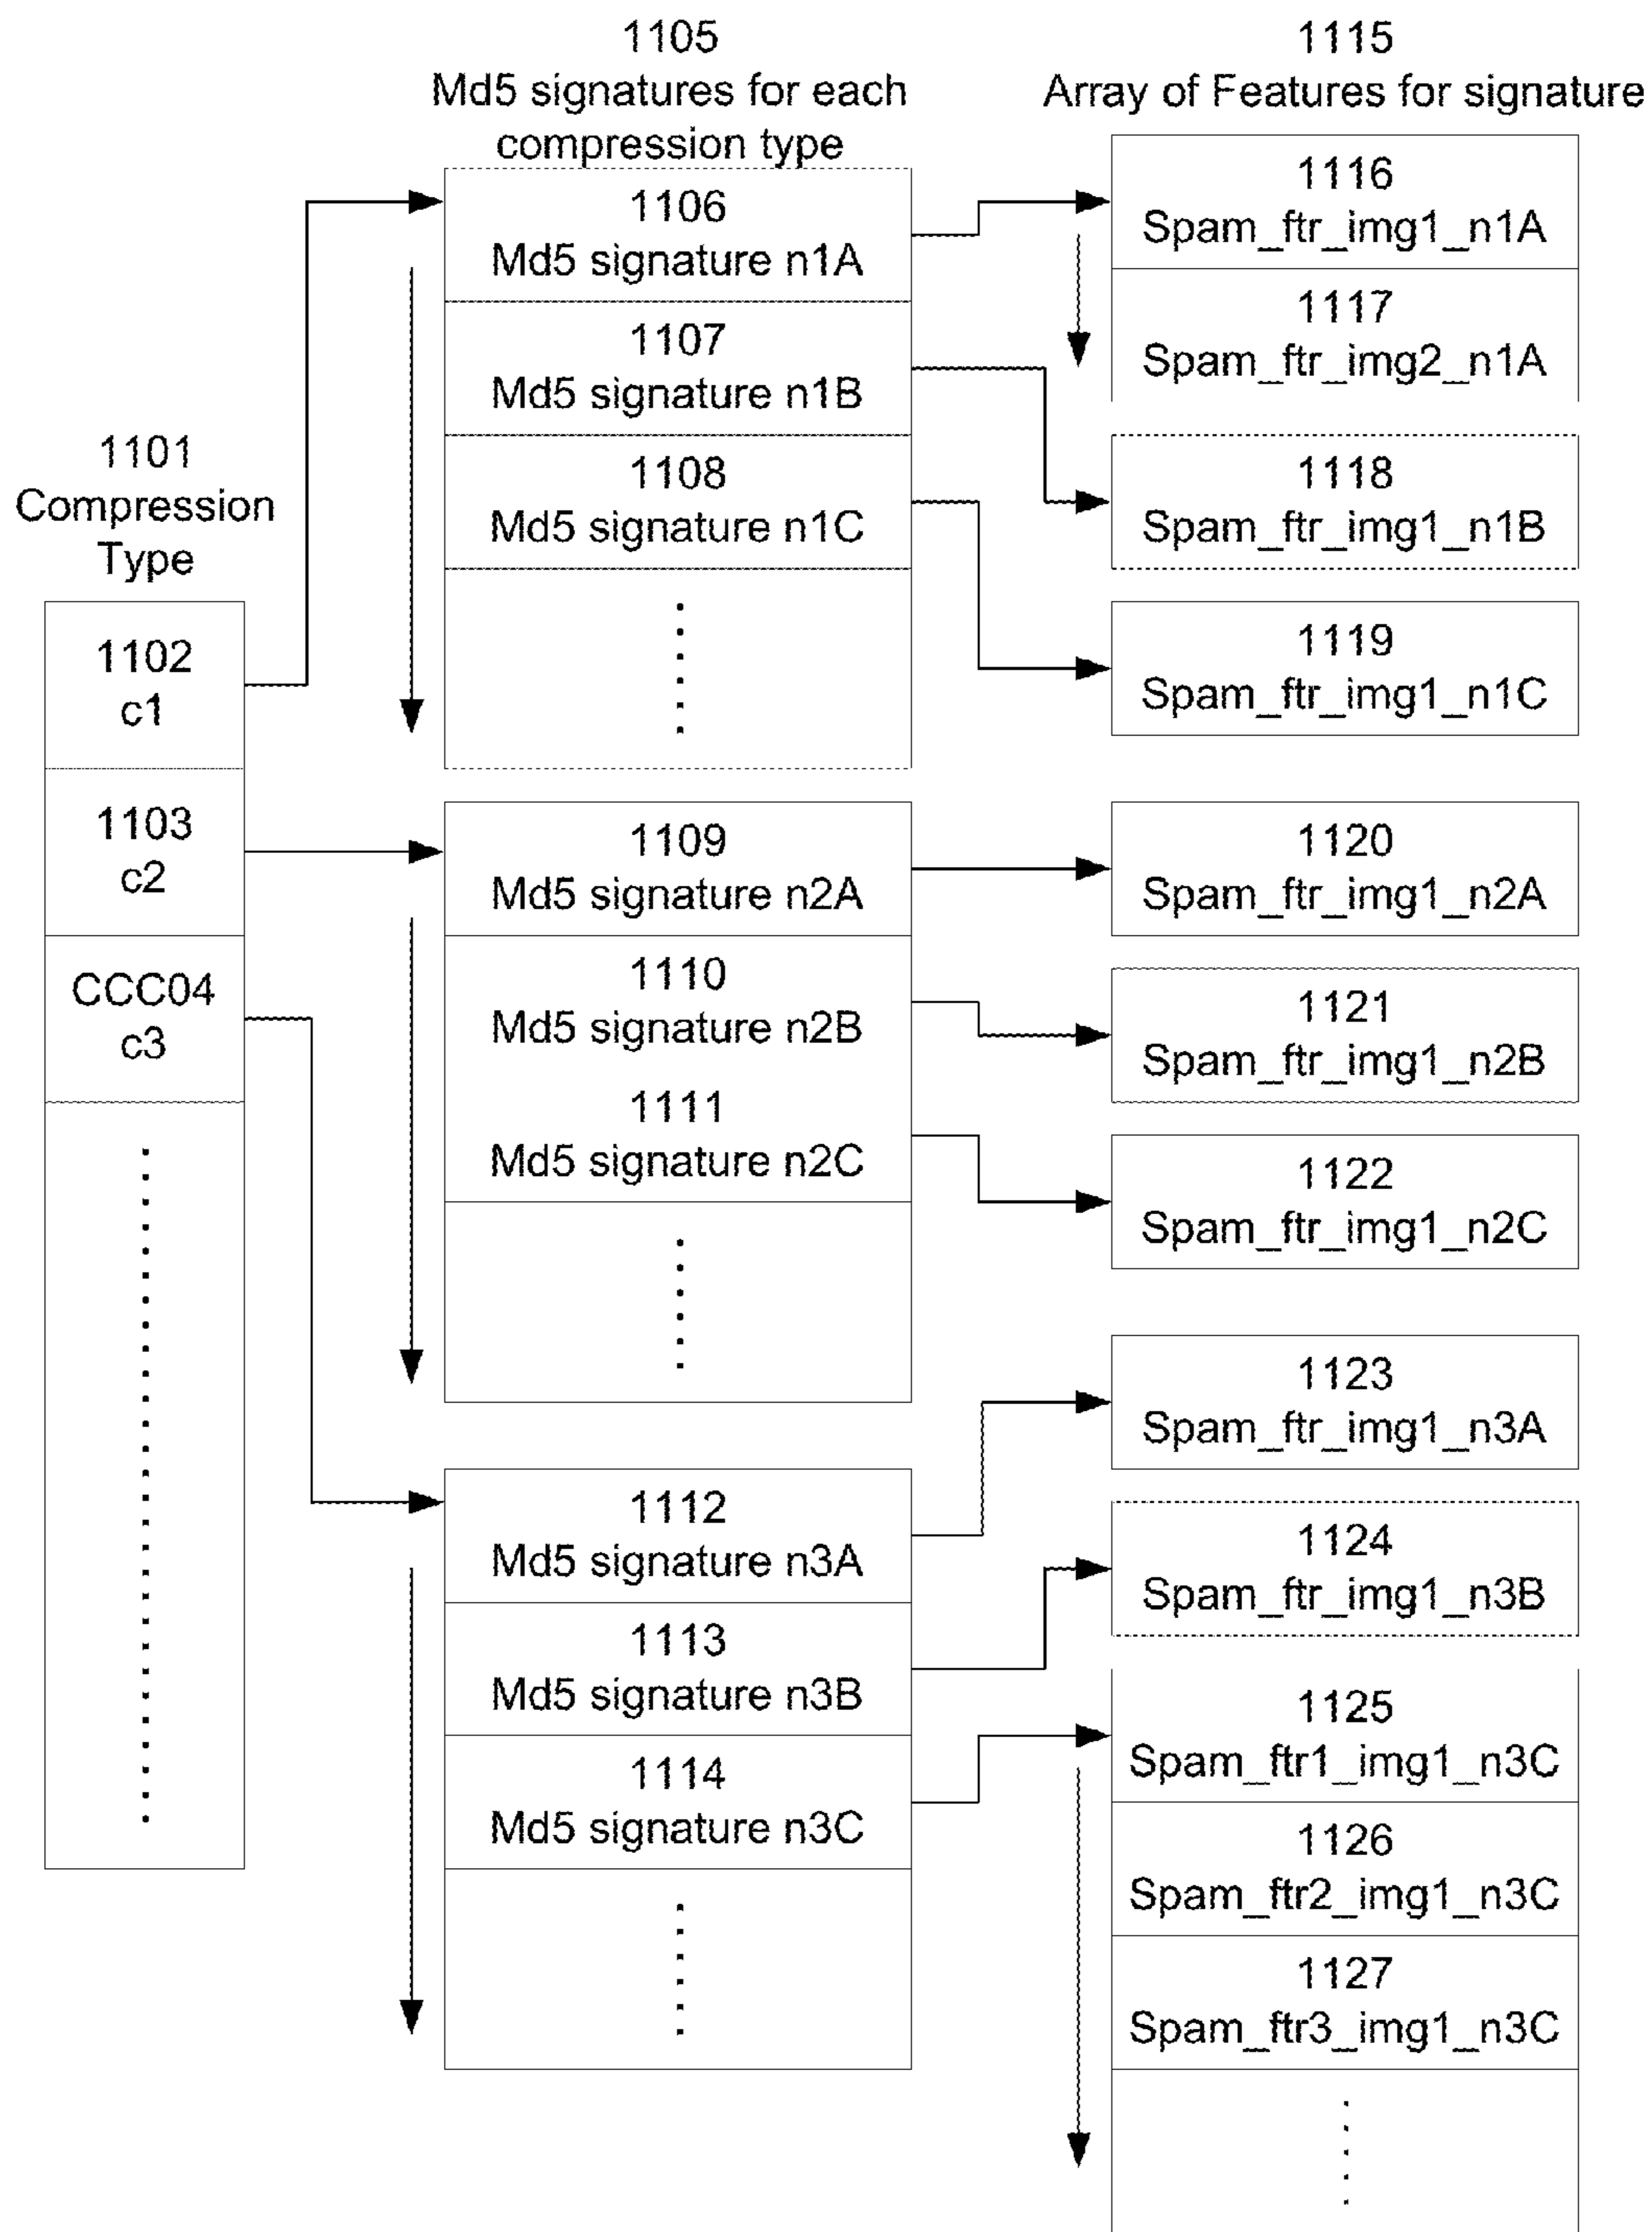 1105
Md5 signatures for each
compression type
1106
Md5 signature n1A
1107
Md5 signature n1B
1108
Md5 signature n1C
1109
Md5 signature n2A
1110
Md5 signature n2B
1111
Md5 signature n2C
1112
Md5 signature n3A
1113
Md5 signature n3B
1114
Md5 signature n3C
1115
Array of Features for signature
1116
Spam_ftr_img1_n1A
1117
Spam_ftr_img2_n1A
1118
Spam_ftr_img1_n1B
1119
Spam_ftr_img1_n1C
1120
Spam_ftr_img1_n2A
1121
Spam_ftr_img1_n2B
1122
Spam_ftr_img1_n2C
1123
Spam_ftr_img1_n3A
1124
Spam_ftr_img1_n3B
1125
Spam_ftr1_img1_n3C
1126
Spam_ftr2_img1_n3C
1127
Spam_ftr3_img1_n3C
1101
Compression
Type
1102
c1
1103
c2
CCC04
c3